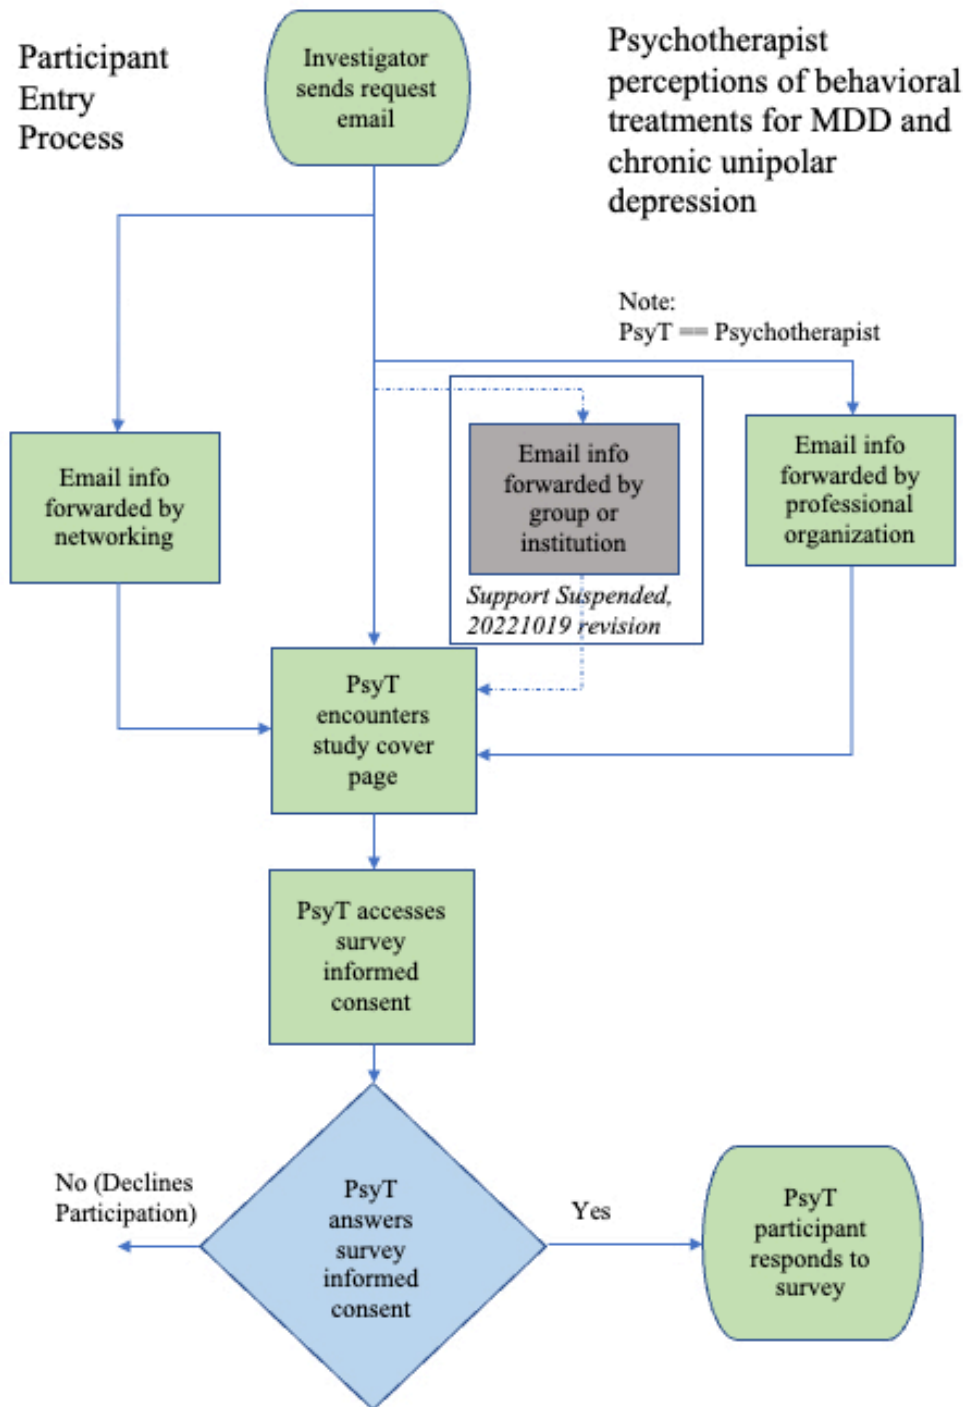 Participant
Entry
Process
Investigator
sends request
email
Psychotherapist
perceptions of behavioral
treatments for MDD and
chronic unipolar
depression
Note:
PsyT == Psychotherapist
Email info
forwarded by
networking
Email info
forwarded by
group or
institution
Support Suspended,
20221019 revision
Email info
forwarded by
professional
organization
PsyT
encounters
study cover
page
PsyT accesses
survey
informed
consent
No (Declines
Participation)
PsyT
answers
survey
informed
consent
Yes
PsyT
participant
responds to
survey